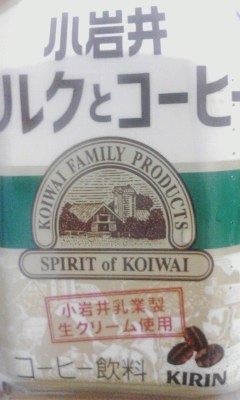 小岩井
ルクとコーヒ
KOIWAI FAMILY PRODUCTS
SPIRIT of KOIWAI
小岩井乳業製
生クリーム使用
コーヒー飲料
KIRIN